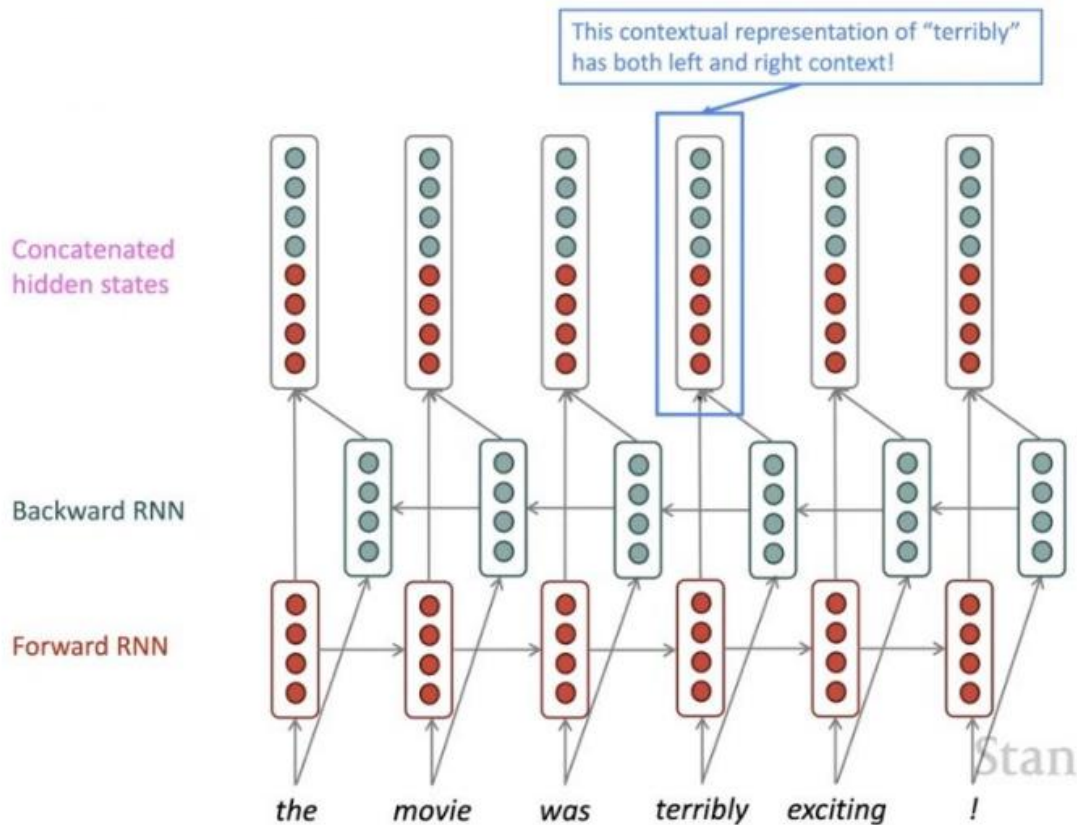 This contextual representation of “terribly”
has both left and right context!
Concatenated
hidden states
Backward RNN
Forward RNN
Stan
the movie was terribly exciting !